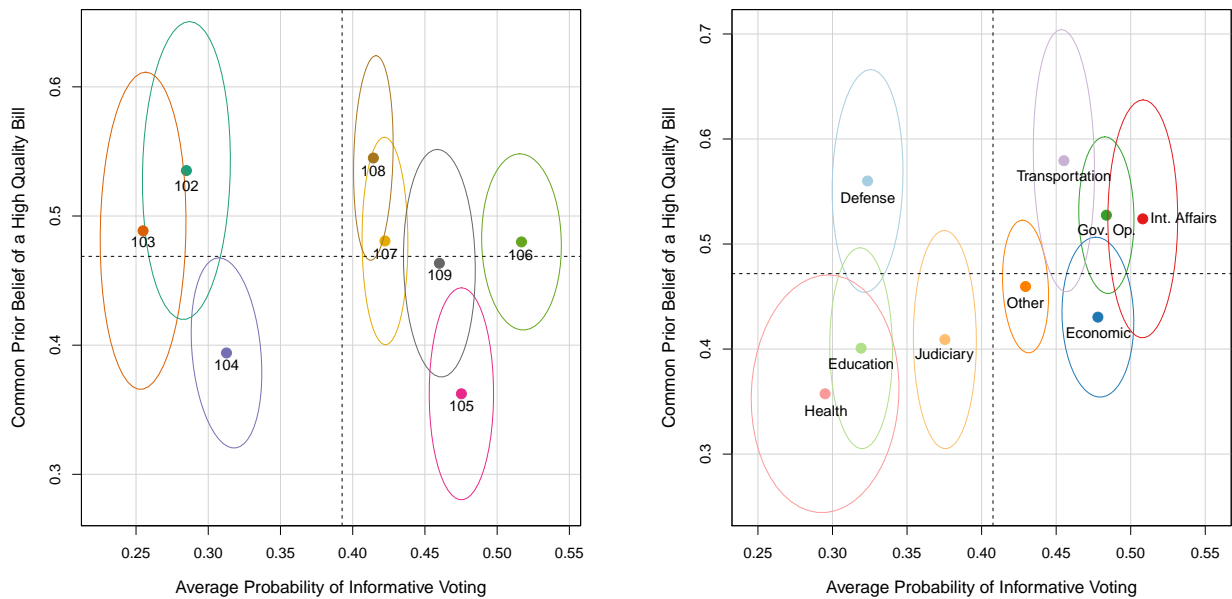 0.6
0.5
0.4
0.3
Common Prior Belief of a High Quality Bill
108
102
107
103
106
109
104
105
0.25 0.30 0.35 0.40 0.45 0.50 0.55
Average Probability of Informative Voting
0.7
0.6
0.5
0.4
0.3
Common Prior Belief of a High Quality Bill
Transportation
Defense
Int. Affairs
Gov. Op.
Other
Economic
Judiciary
Education
Health
0.25 0.30 0.35 0.40 0.45 0.50 0.55
Average Probability of Informative Voting